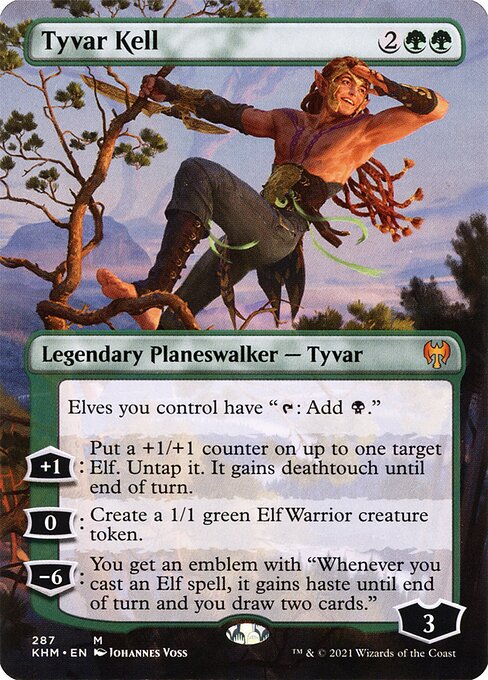 Tyvar Kell 2
Legendary Planeswalker — Tyvar
Elves you control have “: Add .”
+1: Put a +1/+1 counter on up to one target
Elf. Untap it. It gains deathtouch until
end of turn.
0: Create a 1/1 green Elf Warrior creature
token.
−6: You get an emblem with “Whenever you
cast an Elf spell, it gains haste until
end of turn and you draw two cards.”
3
287 M
KHM • EN Johannes Voss
™ & © 2021 Wizards of the Coast